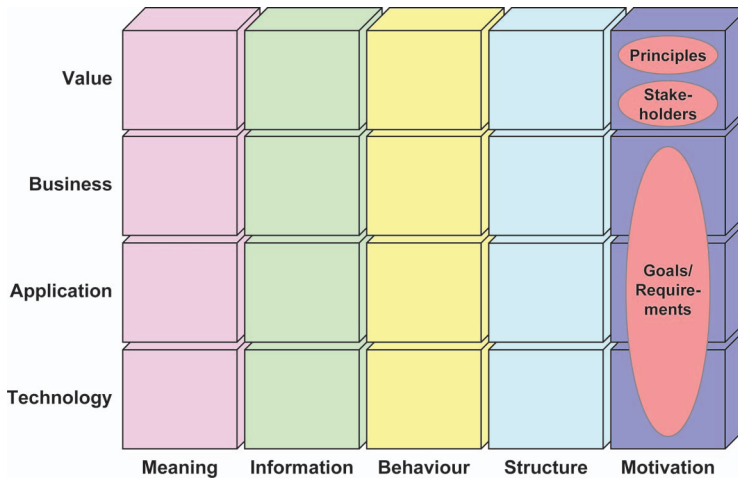 Value
Principles
Stake-
holders
Business
Application
Goals/
Require-
ments
Technology
Meaning Information Behaviour Structure Motivation